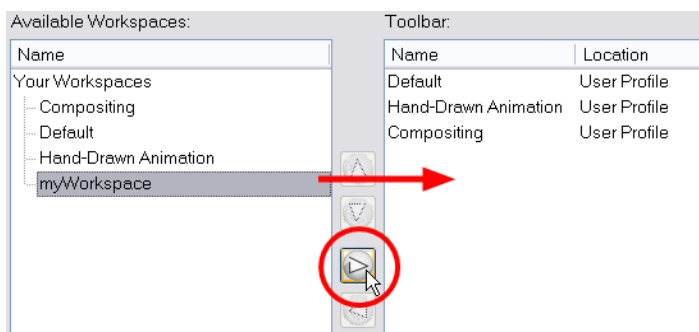 Available Workspaces:
Toolbar:
Name
Name Location
Your Workspaces
Default User Profile
Compositing
Hand-Drawn Animation User Profile
Default
Compositing User Profile
Hand-Drawn Animation
myWorkspace